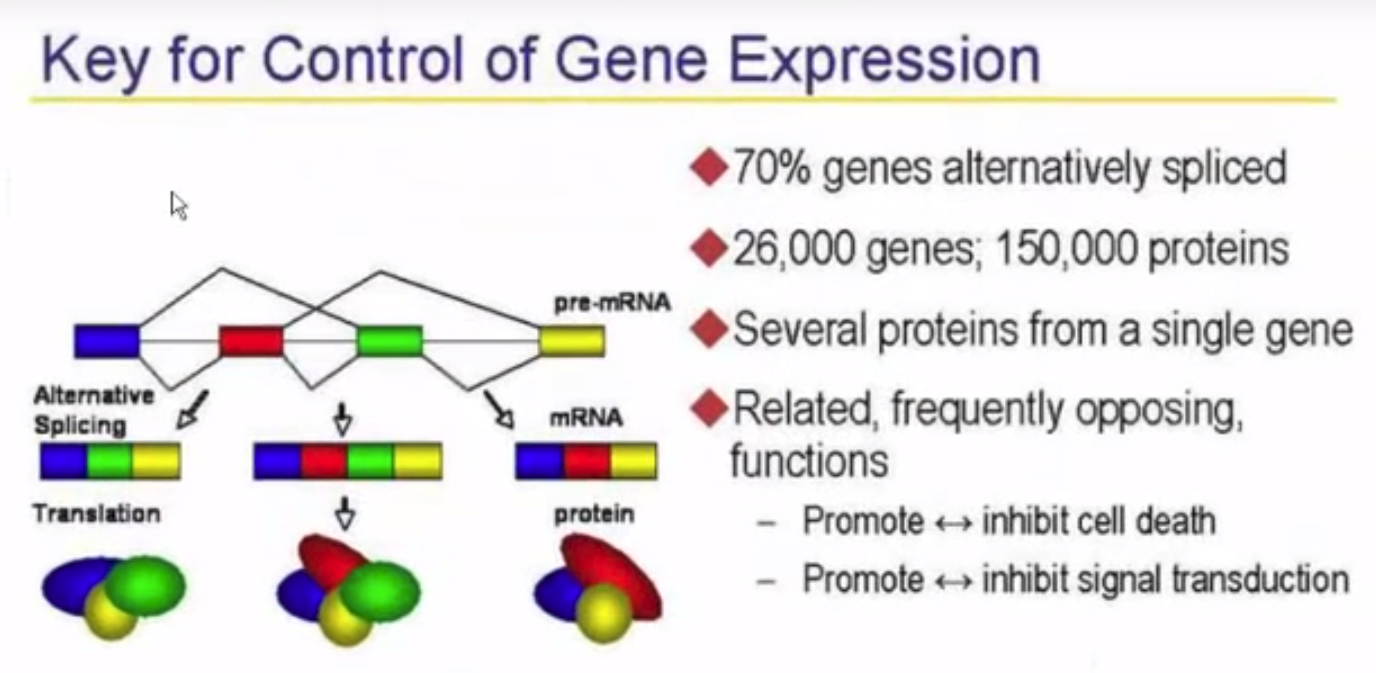 Key for Control of Gene Expression
pre-mRNA
Alternative
Splicing
mRNA
Translation
protein
70% genes alternatively spliced
26,000 genes; 150,000 proteins
Several proteins from a single gene
Related, frequently opposing,
functions
– Promote ↔ inhibit cell death
– Promote ↔ inhibit signal transduction